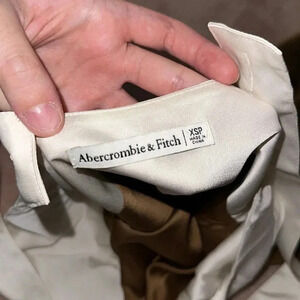 Abercrombie & Fitch
XSP
MADE IN
CHINA